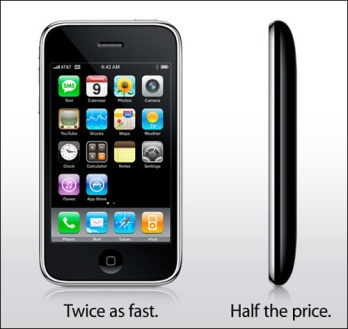 AT&T 9:42 AM
SMS 9
Text Calendar Photos Camera
YouTube Stocks Maps Weather
Clock Calculator Notes Settings
iTunes App Store
Phone Mail Safari iPod
Twice as fast. Half the price.